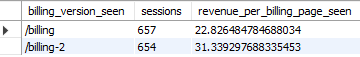 billing_version_seen sessions revenue_per_billing_page_seen
/billing 657 22.826484784688034
/billing-2 654 31.339297688335453